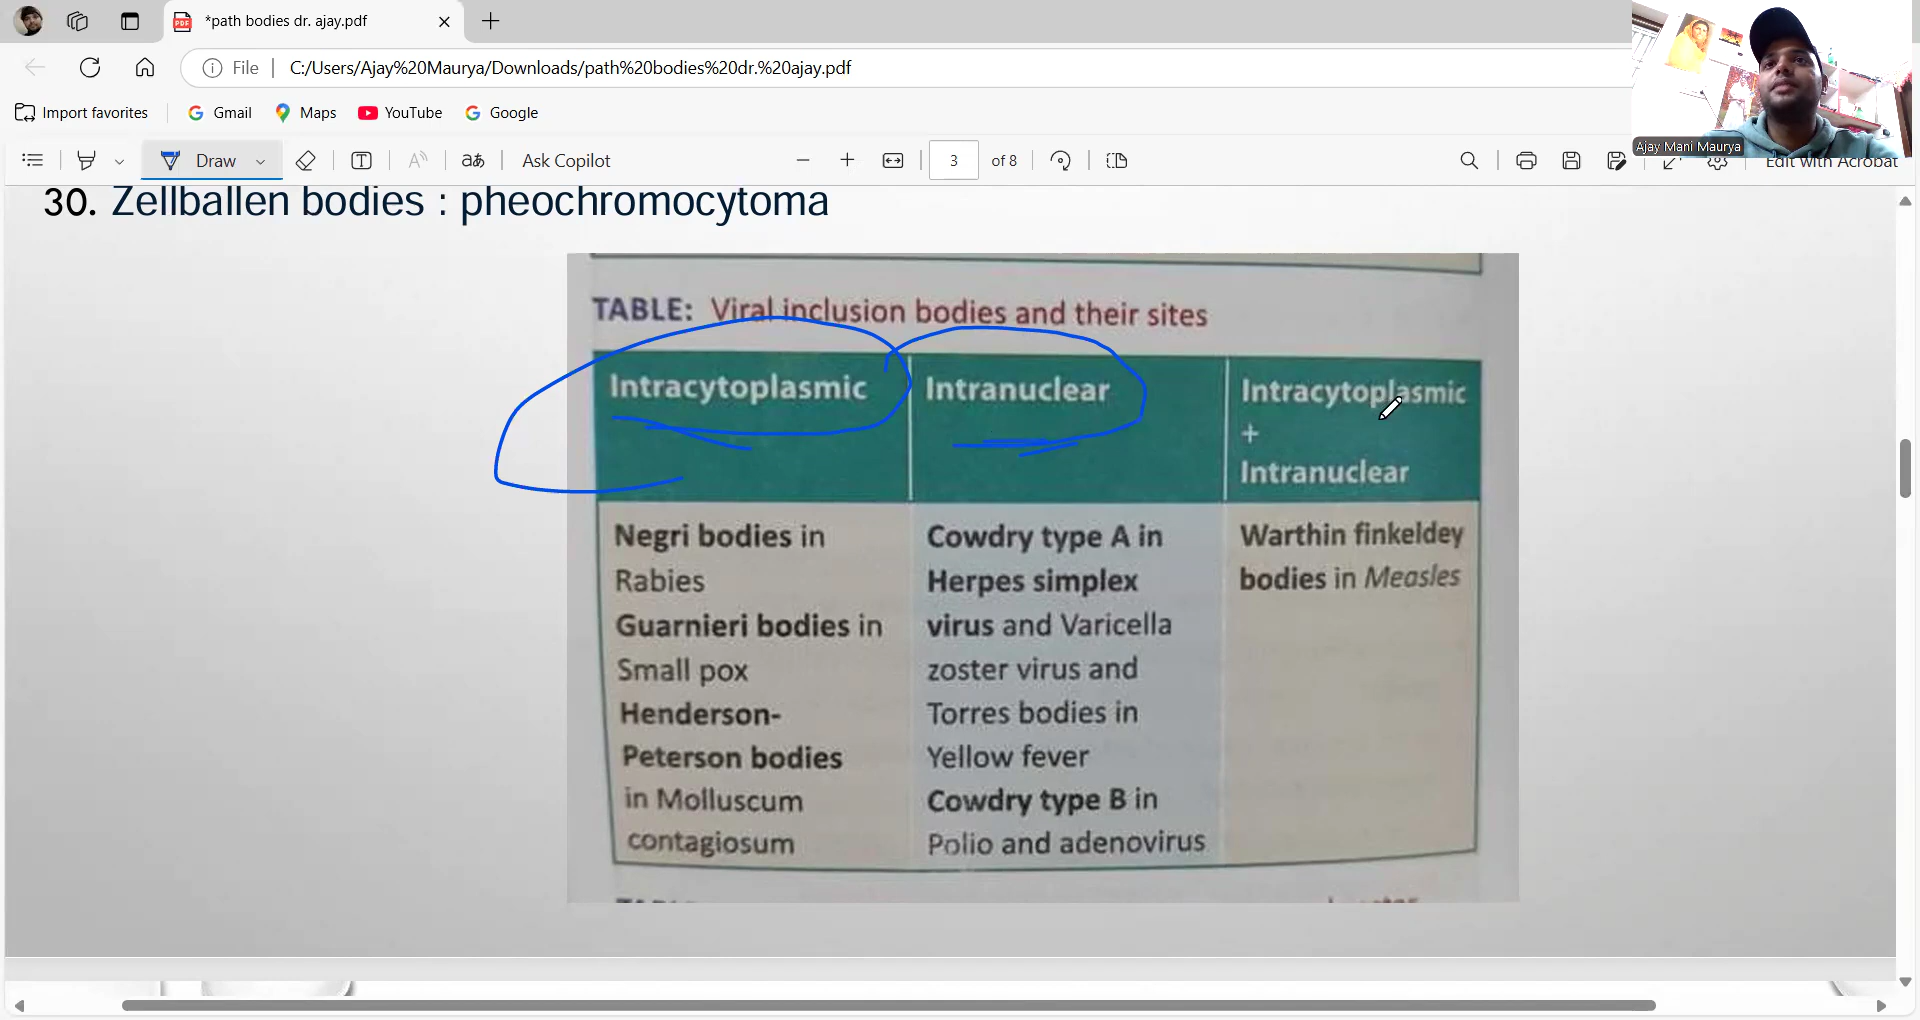 *path bodies dr. ajay.pdf
File
C:/Users/Ajay%20Maurya/Downloads/path%20bodies%20dr.%20ajay.pdf
Import favorites
Gmail
Maps
YouTube
Google
Ajay Mani Maurya
Draw
Ask Copilot
3 of 8
Edit with Acrobat
30. Zellballen bodies : pheochromocytoma
TABLE: Viral inclusion bodies and their sites
Intracytoplasmic
Negri bodies in
Rabies
Guarnieri bodies in
Small pox
Henderson-
Peterson bodies
in Molluscum
contagiosum
Intranuclear
Cowdry type A in
Herpes simplex
virus and Varicella
zoster virus and
Torres bodies in
Yellow fever
Cowdry type B in
Polio and adenovirus
Intracytoplasmic
+
Intranuclear
Warthin finkeldey
bodies in Measles